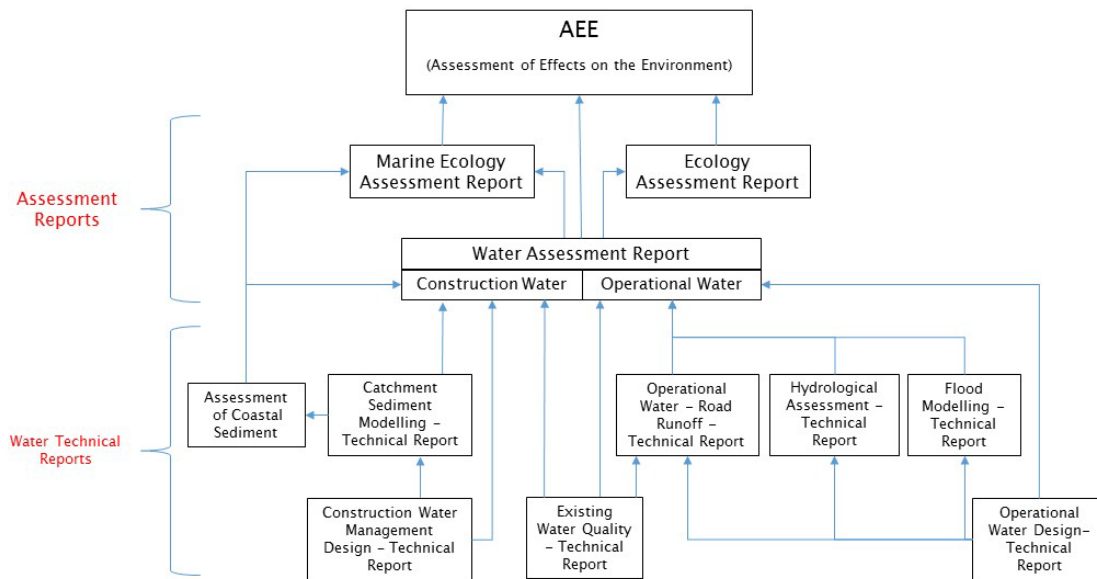 AEE
(Assessment of Effects on the Environment)
Assessment
Reports
Marine Ecology
Assessment Report
Ecology
Assessment Report
Water Assessment Report
Construction Water
Operational Water
Water Technical
Reports
Assessment
of Coastal
Sediment
Catchment
Sediment
Modelling –
Technical Report
Operational
Water – Road
Runoff –
Technical Report
Hydrological
Assessment –
Technical
Report
Flood
Modelling –
Technical
Report
Construction Water
Management
Design – Technical
Report
Existing
Water Quality
– Technical
Report
Operational
Water Design–
Technical
Report